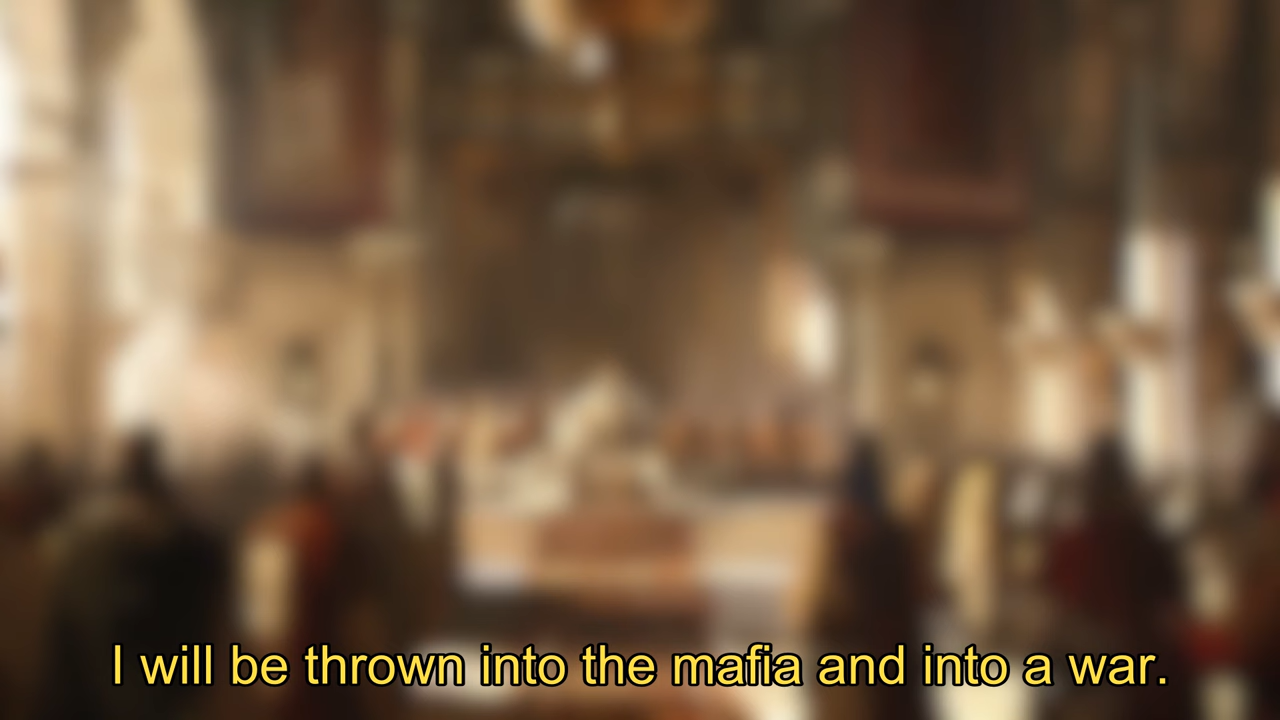 I will be thrown into the mafia and into a war.